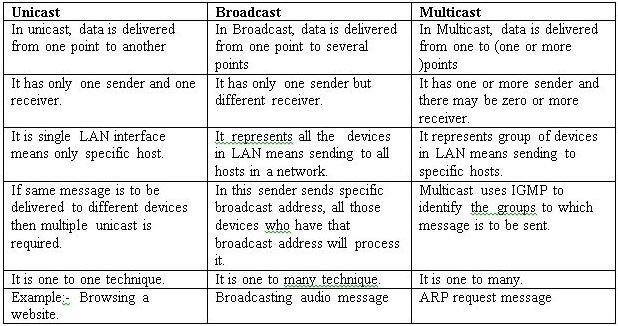 Unicast
Broadcast
Multicast
In unicast, data is delivered
from one point to another
In Broadcast, data is delivered
from one point to several
points
In Multicast, data is delivered
from one to (one or more
)points
It has only one sender and one
receiver.
It has only one sender but
different receiver.
It has one or more sender and
there may be zero or more
receiver.
It is single LAN interface
means only specific host.
It represents all the devices
in LAN means sending to all
hosts in a network.
It represents group of devices
in LAN means sending to
specific hosts.
If same message is to be
delivered to different devices
then multiple unicast is
required.
In this sender sends specific
broadcast address, all those
devices who have that
broadcast address will process
it.
Multicast uses IGMP to
identify the groups to which
message is to be sent.
It is one to one technique.
It is one to many technique.
It is one to many.
Example:- Browsing a
website.
Broadcasting audio message
ARP request message